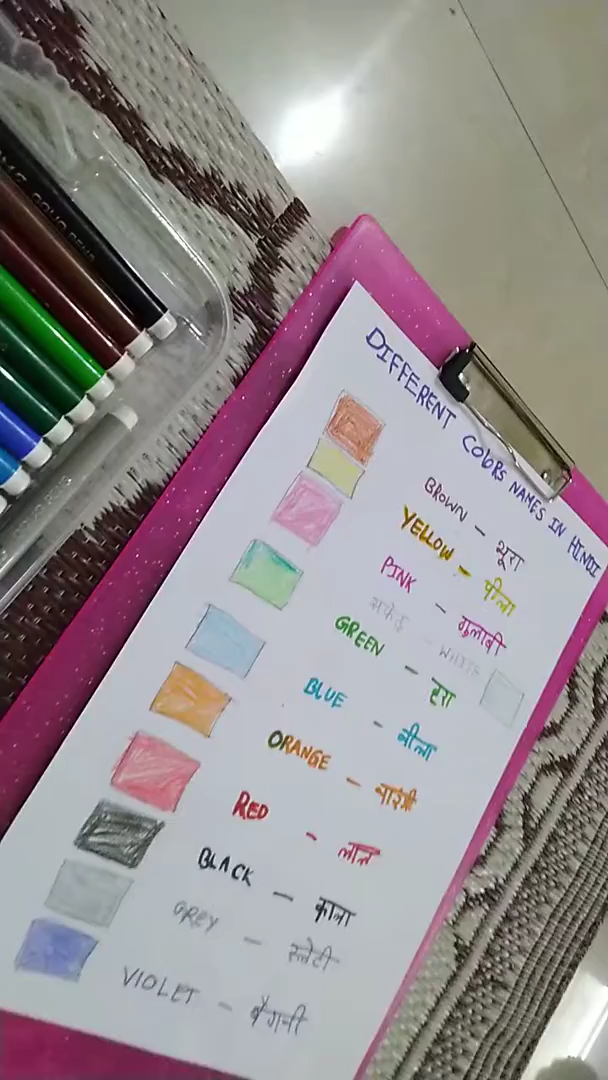 DIFFERENT COLORS NAMES IN HINDI
BROWN - भूरा
YELLOW - पीला
PINK - गुलाबी
सफेद - WHITE
GREEN - हरा
BLUE - नीला
ORANGE - नारंगी
RED - लाल
BLACK - काला
GREY - स्लेटी
VIOLET - बैंगनी